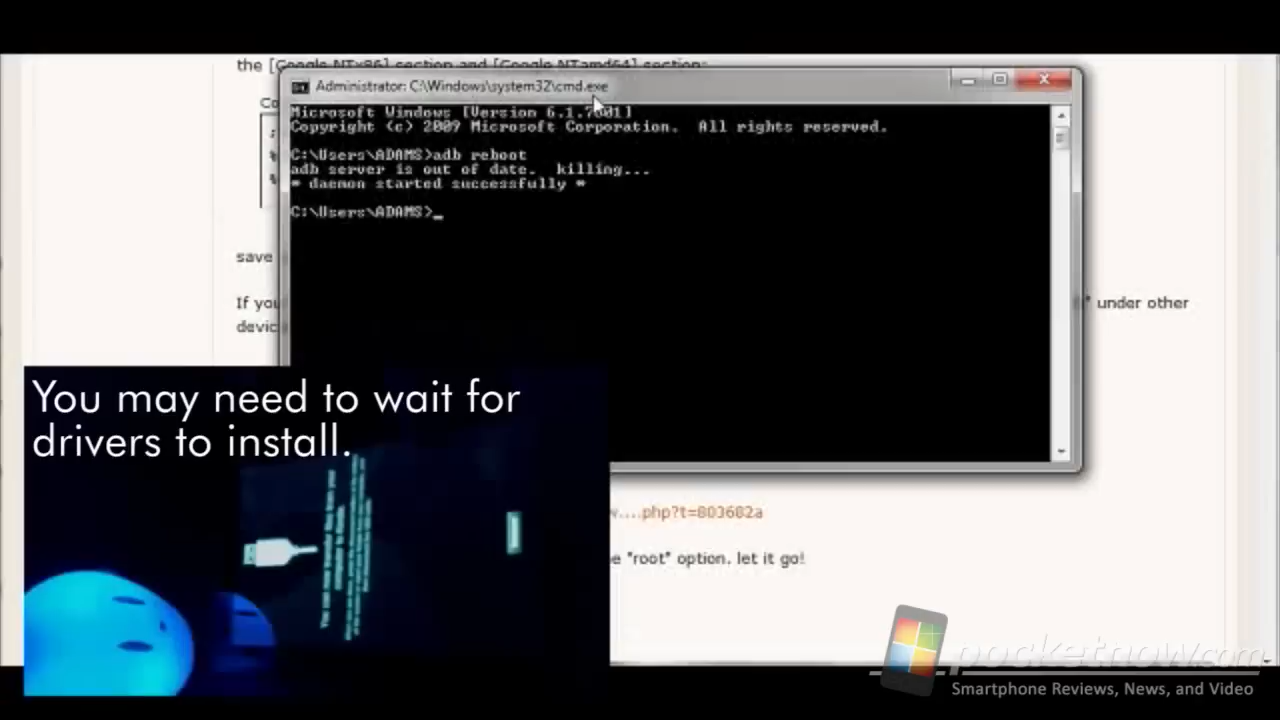 the [Google NTx86] section and [Google NTamd64] section:
Administrator: C:\Windows\system32\cmd.exe
Co
Microsoft Windows [Version 6.1.7601]
Copyright (c) 2009 Microsoft Corporation. All rights reserved.
C:\Users\ADAMS>adb reboot
adb server is out of date. killing...
* daemon started successfully *
C:\Users\ADAMS>_
save
If you
" under other
devic
You may need to wait for
drivers to install.
....php?t=803682a
e "root" option. let it go!
pocketnow.com
Smartphone Reviews, News, and Video